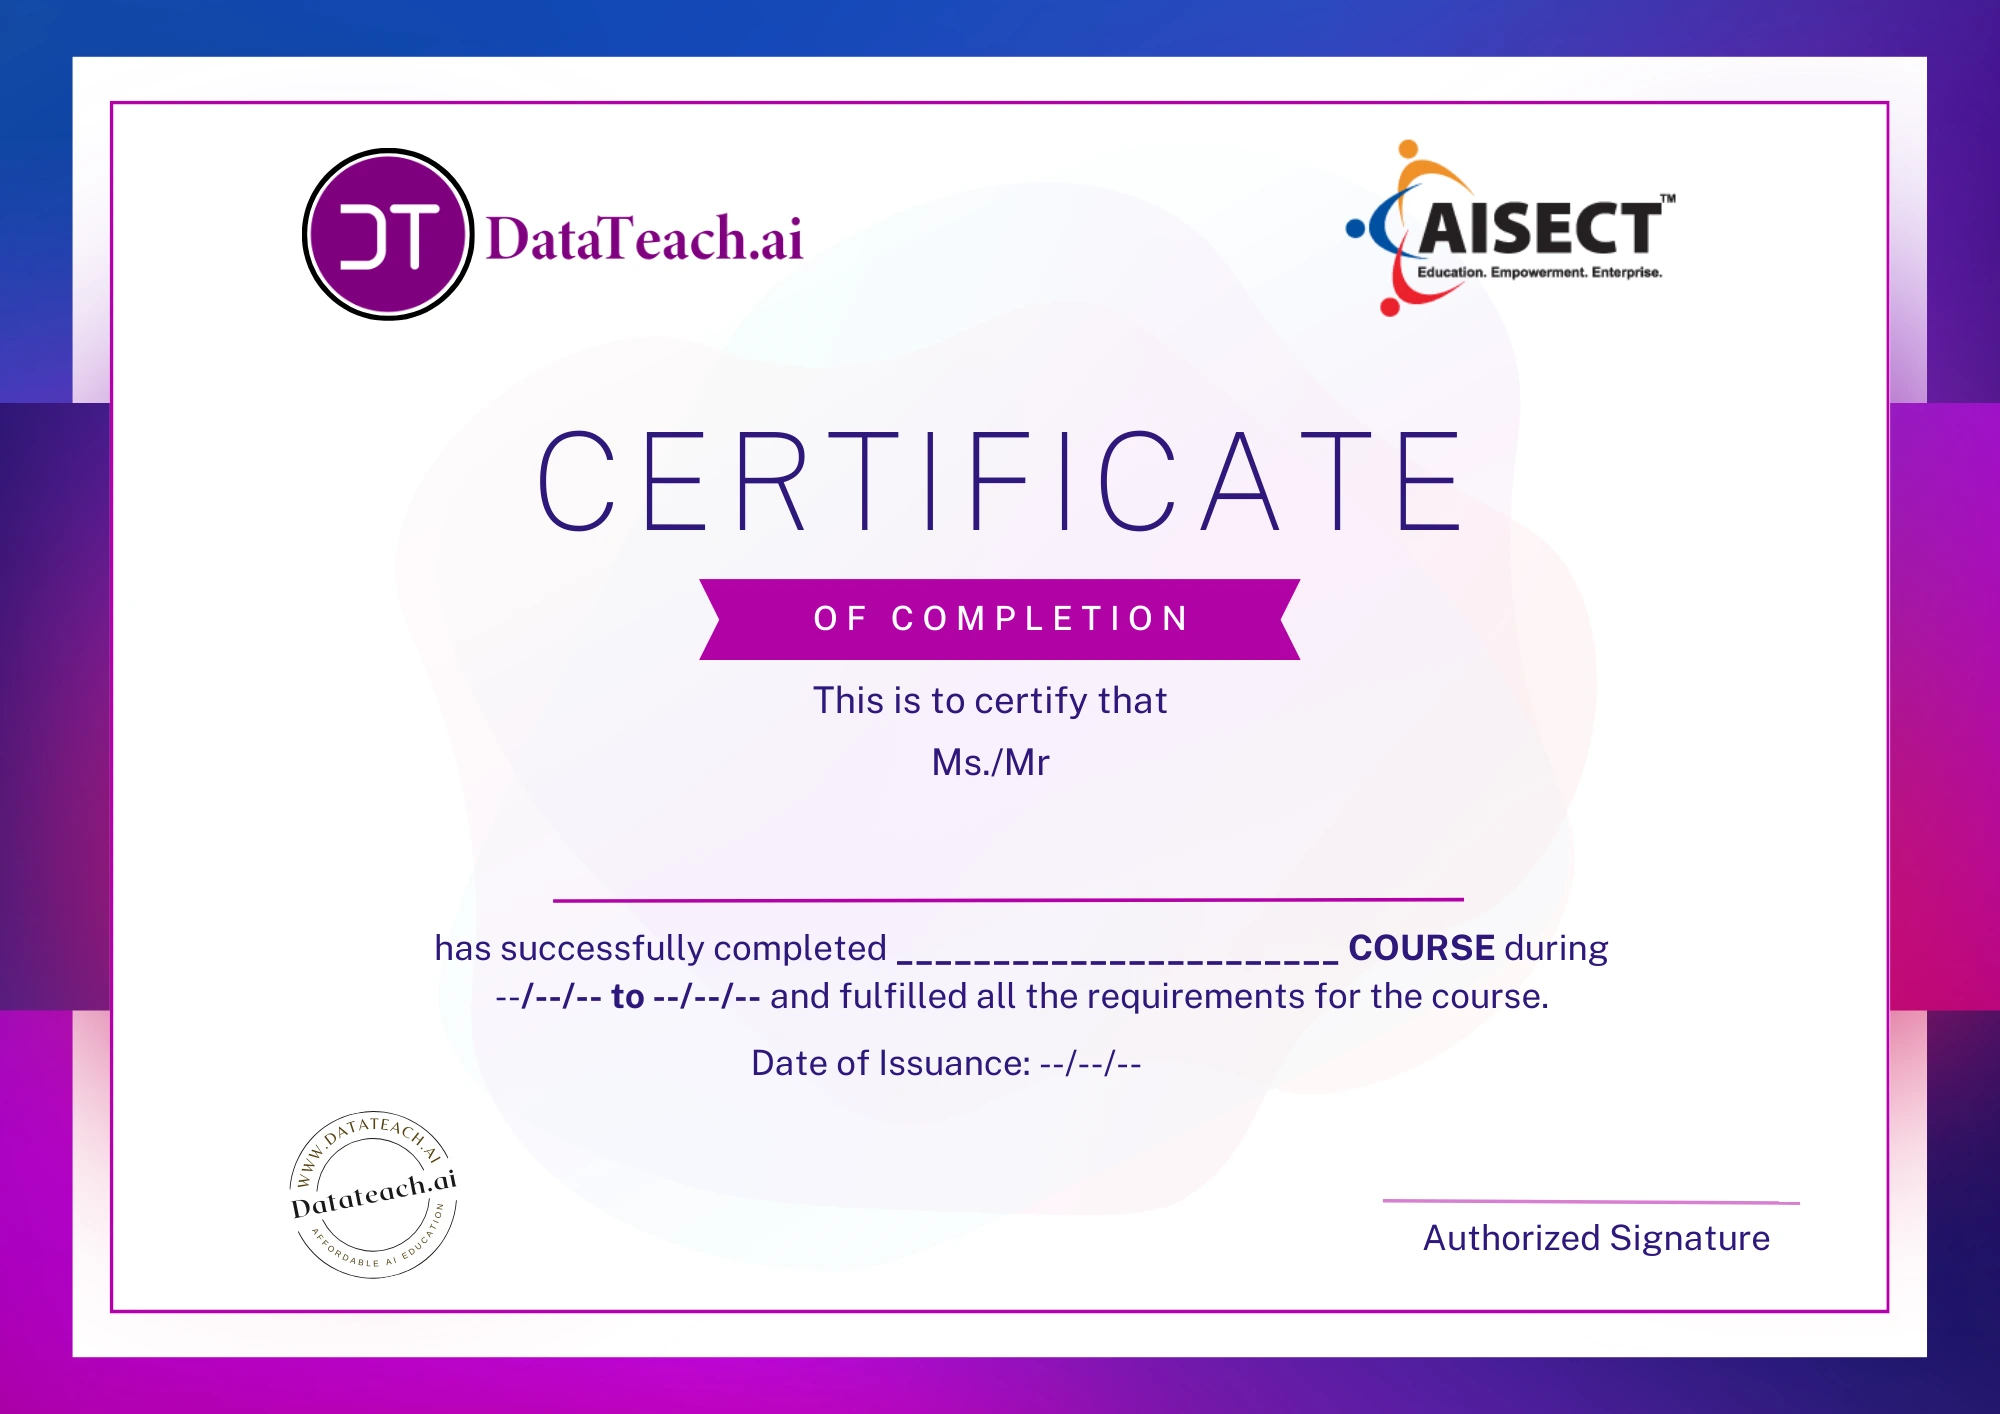 DT DataTeach.ai
AISECT™
Education. Empowerment. Enterprise.
CERTIFICATE
OF COMPLETION
This is to certify that
Ms./Mr
has successfully completed _______________________ COURSE during
--/--/-- to --/--/-- and fulfilled all the requirements for the course.
Date of Issuance: --/--/--
WWW.DATATEACH.AI
Datateach.ai
AFFORDABLE AI EDUCATION
Authorized Signature